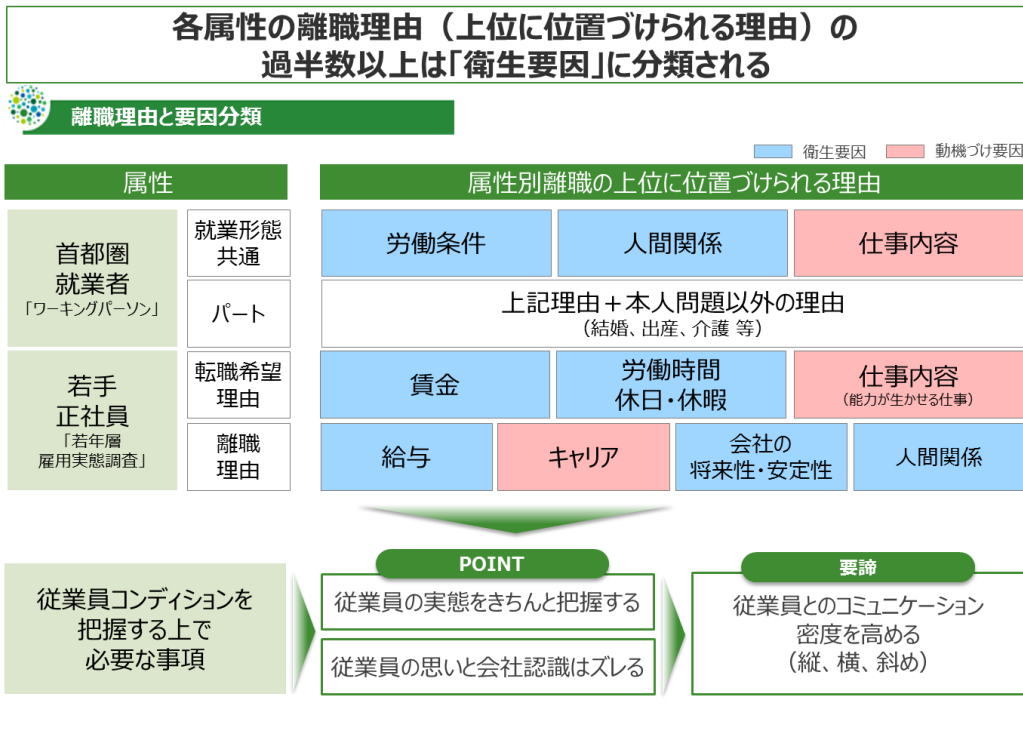 各属性の離職理由（上位に位置づけられる理由）の
過半数以上は「衛生要因」に分類される
離職理由と要因分類
衛生要因
動機づけ要因
属性
属性別離職の上位に位置づけられる理由
首都圏
就業者
「ワーキングパーソン」
就業形態
共通
労働条件
人間関係
仕事内容
パート
上記理由＋本人問題以外の理由
（結婚、出産、介護 等）
若手
正社員
「若年層
雇用実態調査」
転職希望
理由
賃金
労働時間
休日・休暇
仕事内容
（能力が生かせる仕事）
離職
理由
給与
キャリア
会社の
将来性・安定性
人間関係
従業員コンディションを
把握する上で
必要な事項
POINT
従業員の実態をきちんと把握する
従業員の思いと会社認識はズレる
要諦
従業員とのコミュニケーション
密度を高める
（縦、横、斜め）